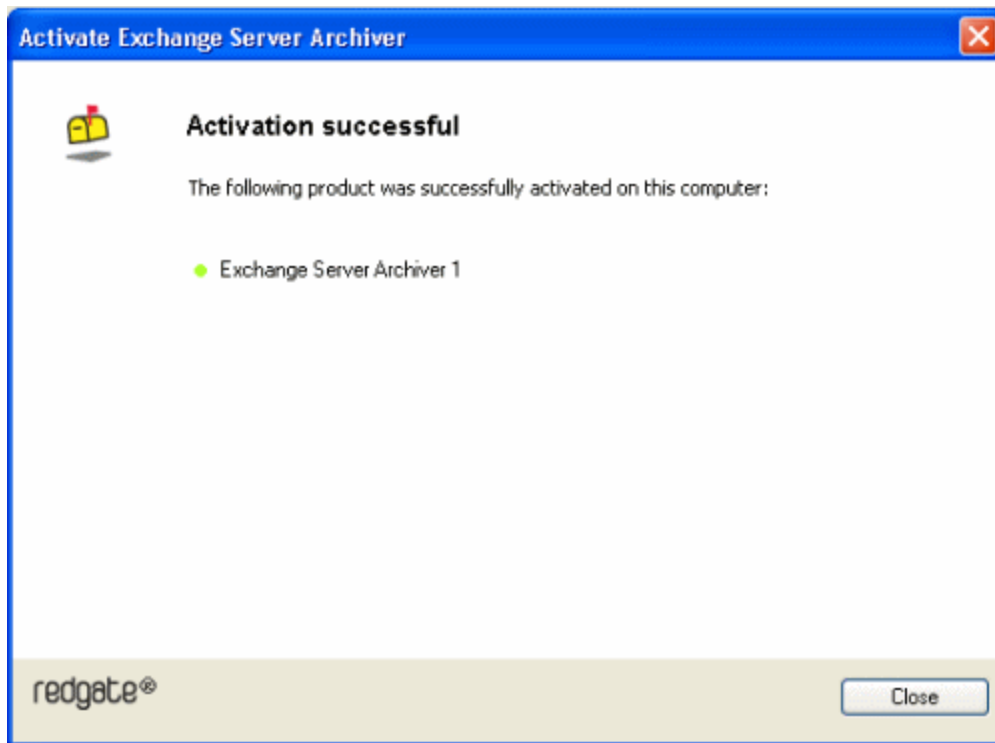 Activate Exchange Server Archiver
Activation successful
The following product was successfully activated on this computer:
Exchange Server Archiver 1
redgate®
Close